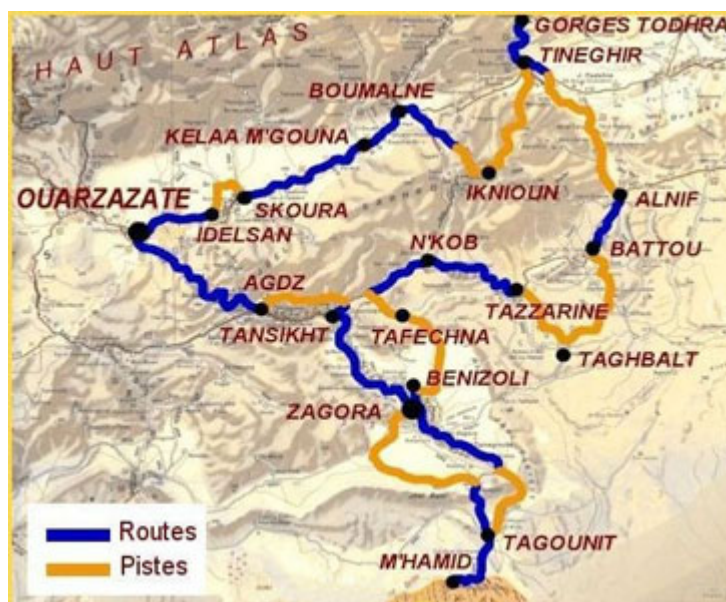 GORGES TODHRA
HAUT ATLAS
TINEGHIR
BOUMALNE
KELAA M'GOUNA
OUARZAZATE
SKOURA
IKNIOUN
ALNIF
IDELSAN
N'KOB
BATTOU
AGDZ
TAZZARINE
TANSIKHT
TAFECHNA
TAGHBALT
BENIZOLI
ZAGORA
Routes
TAGOUNIT
M'HAMID
Pistes